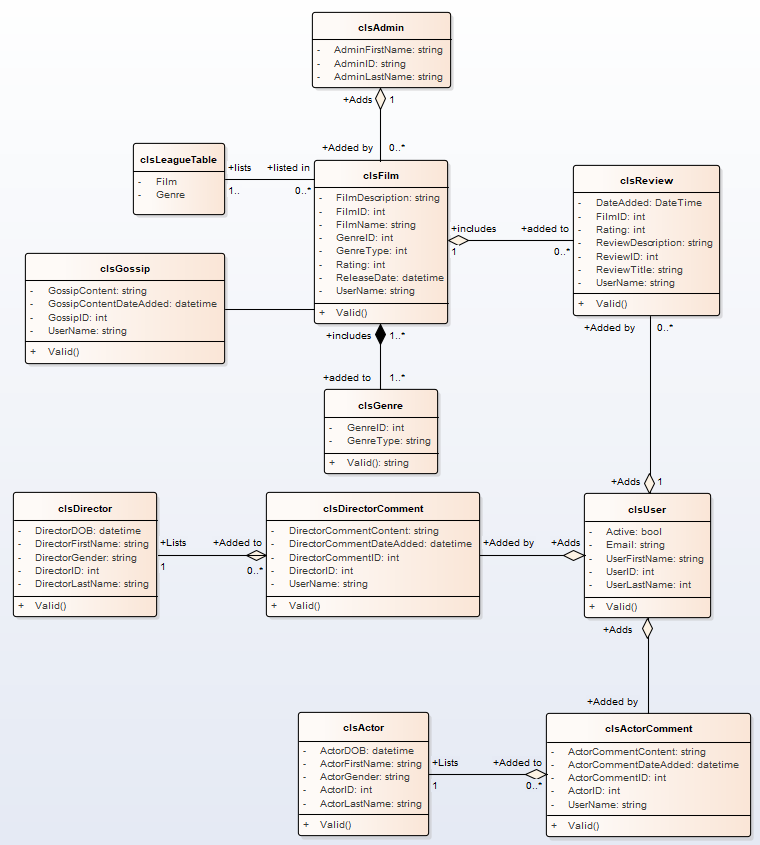 clsAdmin
- AdminFirstName: string
- AdminID: string
- AdminLastName: string
+Adds 1
+Added by 0..*
clsLeagueTable
- Film
- Genre
+lists +listed in
1.. 0..*
clsFilm
- FilmDescription: string
- FilmID: int
- FilmName: string
- GenreID: int
- GenreType: int
- Rating: int
- ReleaseDate: datetime
- UserName: string
+ Valid()
+includes +added to
1 0..*
clsReview
- DateAdded: DateTime
- FilmID: int
- Rating: int
- ReviewDescription: string
- ReviewID: int
- ReviewTitle: string
- UserName: string
+ Valid()
+Added by 0..*
clsGossip
- GossipContent: string
- GossipContentDateAdded: datetime
- GossipID: int
- UserName: string
+ Valid()
+includes 1..*
+added to 1..*
clsGenre
- GenreID: int
- GenreType: string
+ Valid(): string
+Adds 1
clsDirector
- DirectorDOB: datetime
- DirectorFirstName: string
- DirectorGender: string
- DirectorID: int
- DirectorLastName: string
+ Valid()
+Lists +Added to
1 0..*
clsDirectorComment
- DirectorCommentContent: string
- DirectorCommentDateAdded: datetime
- DirectorCommentID: int
- DirectorID: int
- UserName: string
+ Valid()
+Added by +Adds
clsUser
- Active: bool
- Email: string
- UserFirstName: string
- UserID: int
- UserLastName: int
+ Valid()
+Adds
+Added by
clsActor
- ActorDOB: datetime
- ActorFirstName: string
- ActorGender: string
- ActorID: int
- ActorLastName: string
+ Valid()
+Lists +Added to
1 0..*
clsActorComment
- ActorCommentContent: string
- ActorCommentDateAdded: datetime
- ActorCommentID: int
- ActorID: int
- UserName: string
+ Valid()